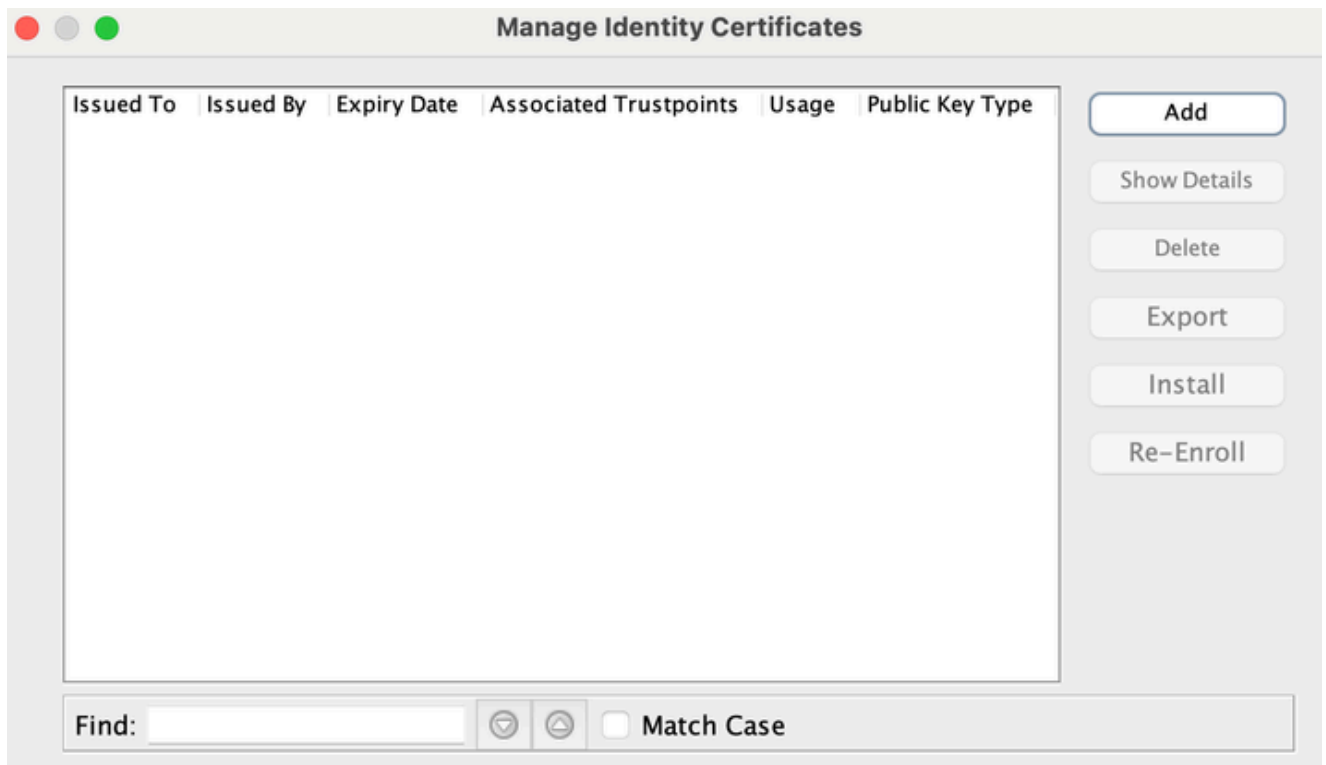 Manage Identity Certificates
Issued To Issued By Expiry Date Associated Trustpoints Usage Public Key Type
Add
Show Details
Delete
Export
Install
Re-Enroll
Find: Match Case